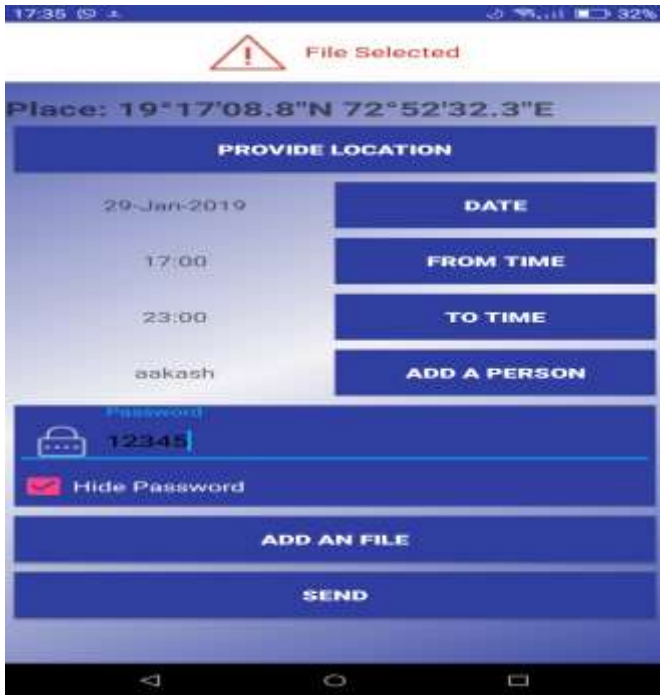 17:35 32%
File Selected
Place: 19°17'08.8"N 72°52'32.3"E
PROVIDE LOCATION
29-Jan-2019 DATE
17:00 FROM TIME
23:00 TO TIME
aakash ADD A PERSON
Password
12345
Hide Password
ADD AN FILE
SEND